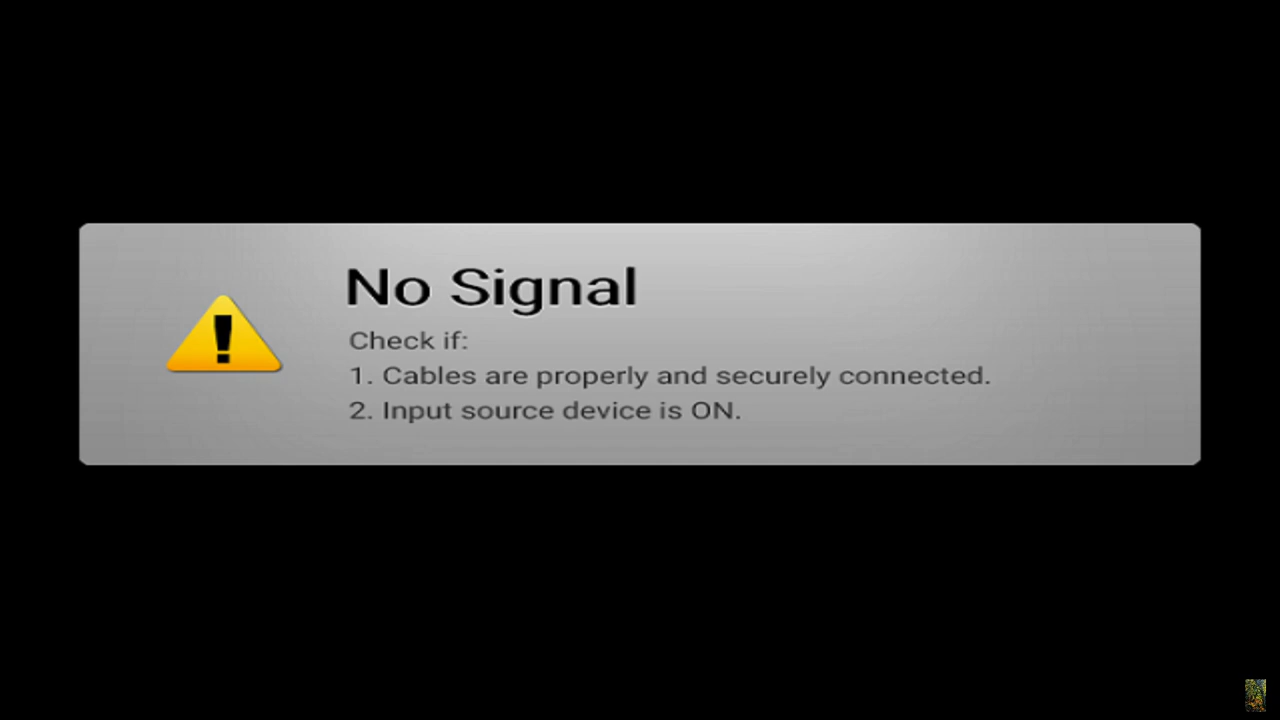 No Signal
Check if:
1. Cables are properly and securely connected.
2. Input source device is ON.